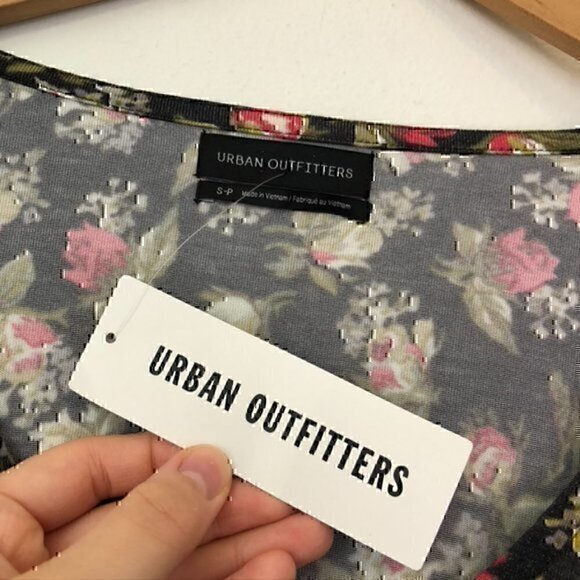 URBAN OUTFITTERS
S-P Made in Vietnam / Fabriqué au Vietnam
URBAN OUTFITTERS